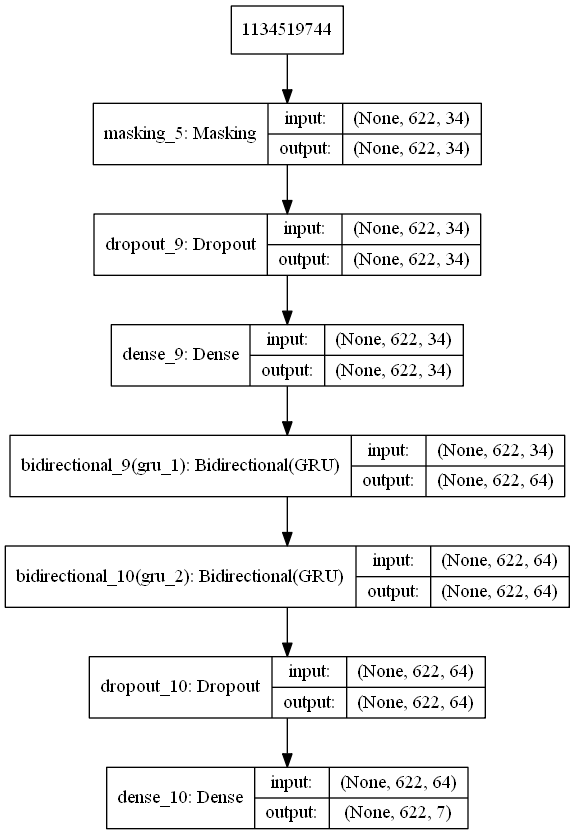 1134519744
masking_5: Masking
input: (None, 622, 34)
output: (None, 622, 34)
dropout_9: Dropout
input: (None, 622, 34)
output: (None, 622, 34)
dense_9: Dense
input: (None, 622, 34)
output: (None, 622, 34)
bidirectional_9(gru_1): Bidirectional(GRU)
input: (None, 622, 34)
output: (None, 622, 64)
bidirectional_10(gru_2): Bidirectional(GRU)
input: (None, 622, 64)
output: (None, 622, 64)
dropout_10: Dropout
input: (None, 622, 64)
output: (None, 622, 64)
dense_10: Dense
input: (None, 622, 64)
output: (None, 622, 7)